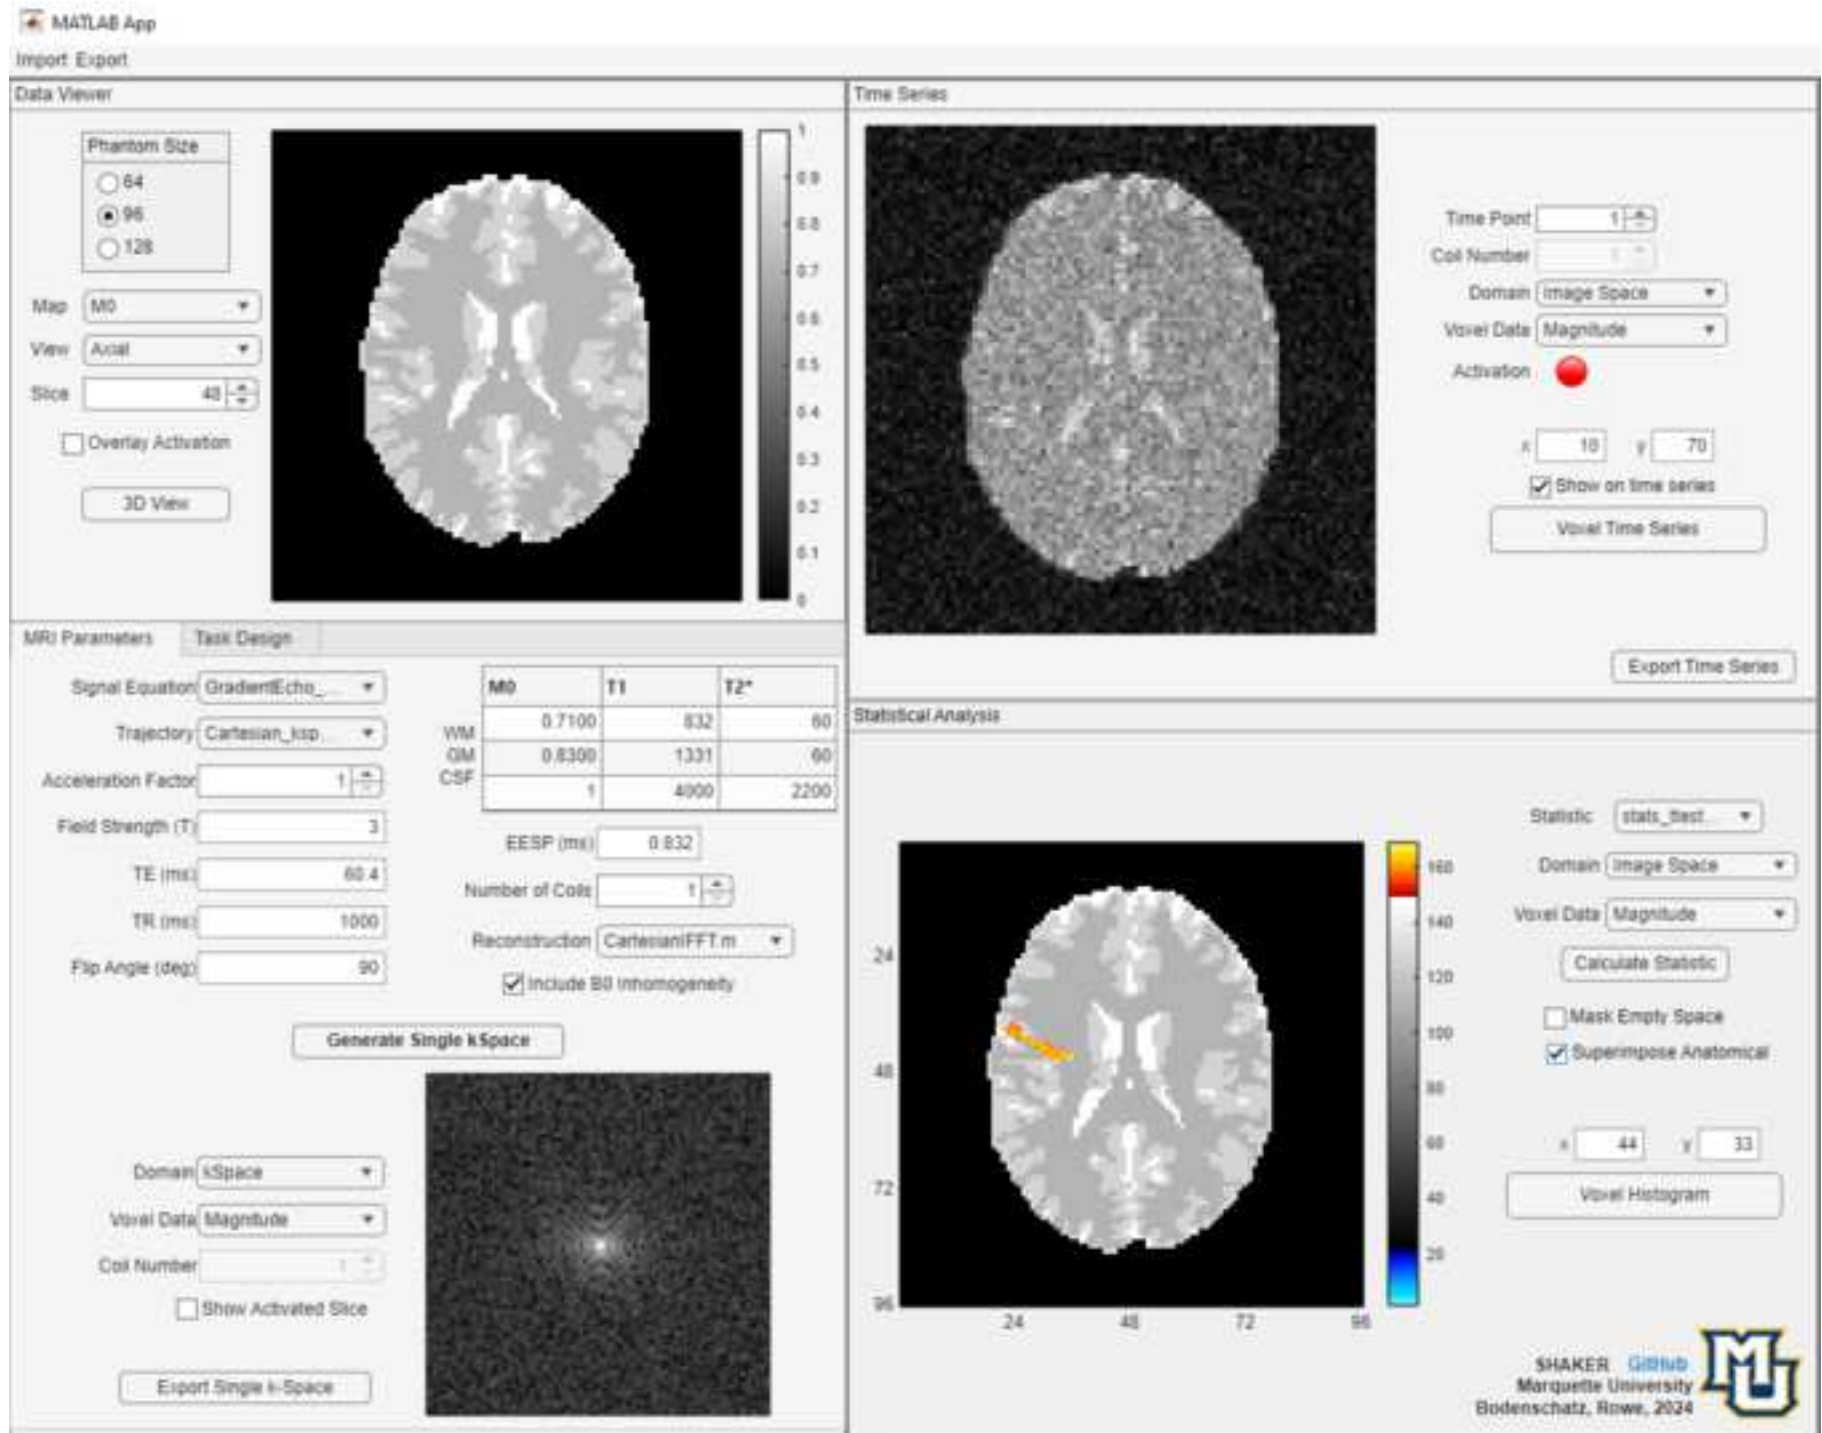 MATLAB App
Import Export
Data Viewer
Phantom Size
64
96
128
Map M0
View Axial
Slice 48
Overlay Activation
3D View
1
0.9
0.8
0.7
0.6
0.5
0.4
0.3
0.2
0.1
0
MRI Parameters Task Design
Signal Equation GradientEcho_...
Trajectory Cartesian_ksp...
Acceleration Factor 1
Field Strength (T) 3
TE (ms) 60.4
TR (ms) 1000
Flip Angle (deg) 90
M0 T1 T2*
WM 0.7100 832 60
GM 0.8300 1331 60
CSF 1 4000 2200
EESP (ms) 0.832
Number of Coils 1
Reconstruction CartesianIFFT.m
Include B0 Inhomogeneity
Generate Single kSpace
Domain kSpace
Voxel Data Magnitude
Coil Number 1
Show Activated Slice
Export Single k-Space
Time Series
Time Point 1
Coil Number 1
Domain Image Space
Voxel Data Magnitude
Activation
x 10 y 70
Show on time series
Voxel Time Series
Export Time Series
Statistical Analysis
24
48
72
96
24 48 72 96
160
140
120
100
80
60
40
20
Statistic stats_ttest...
Domain Image Space
Voxel Data Magnitude
Calculate Statistic
Mask Empty Space
Superimpose Anatomical
x 44 y 33
Voxel Histogram
SHAKER GitHub
Marquette University
Bodenschatz, Rowe, 2024
MU